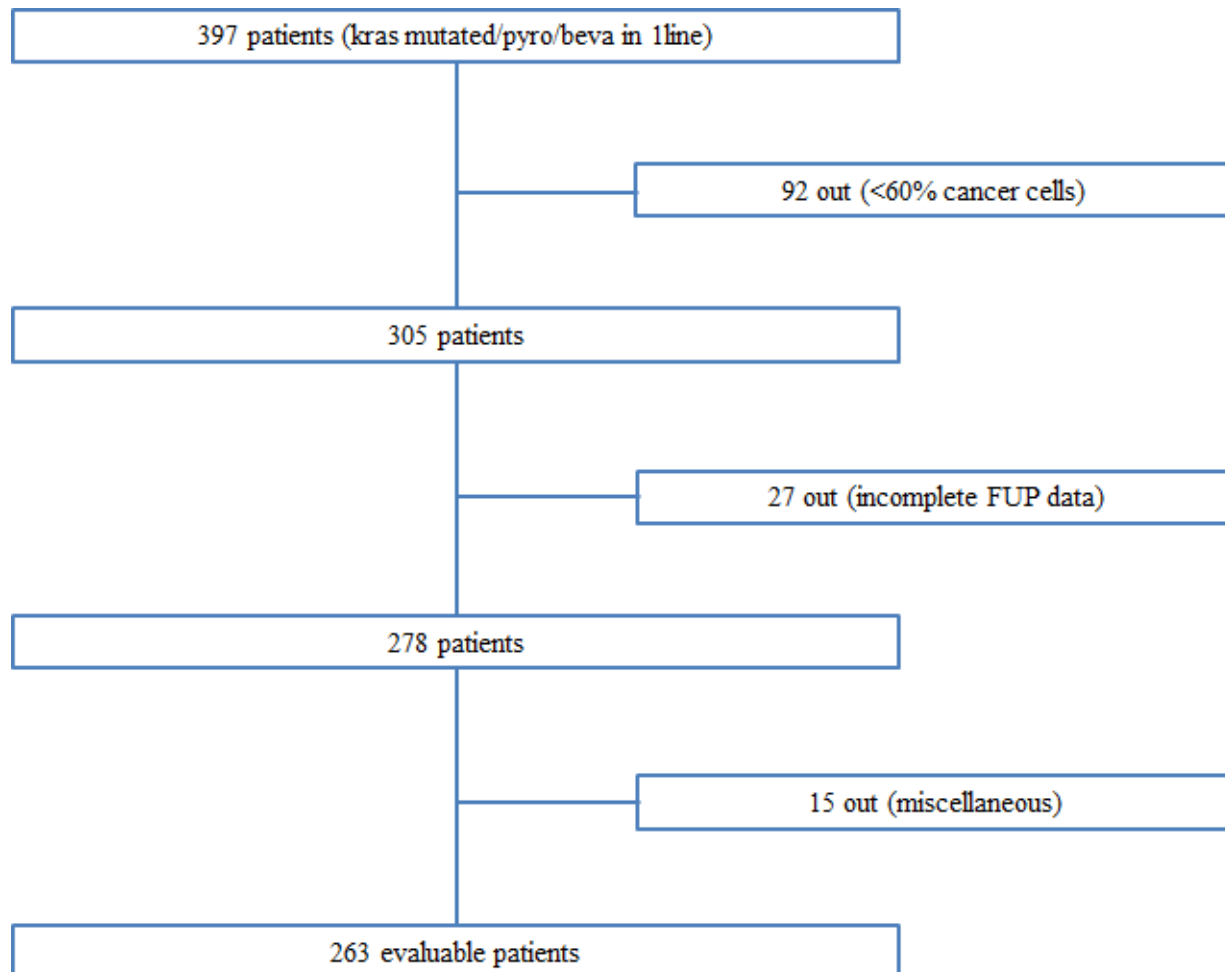 397 patients (kras mutated/pyro/beva in 1line)
92 out (<60% cancer cells)
305 patients
27 out (incomplete FUP data)
278 patients
15 out (miscellaneous)
263 evaluable patients